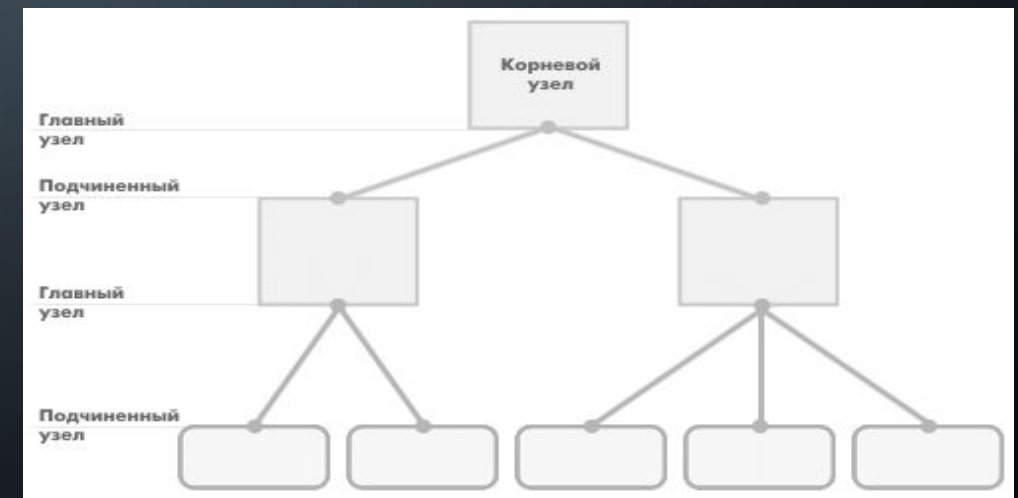 Корневой
узел
Главный
узел
Подчиненный
узел
Главный
узел
Подчиненный
узел